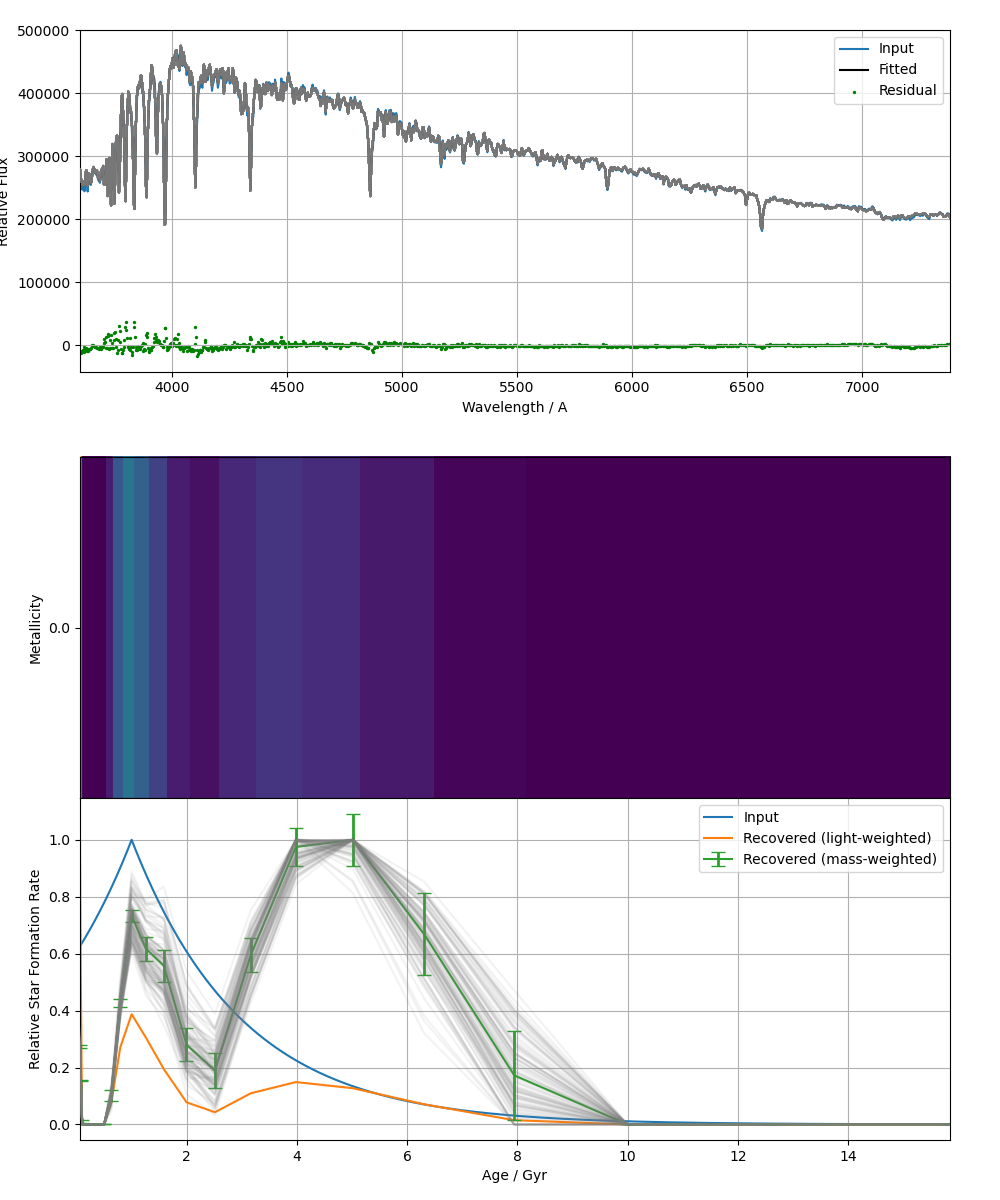 500000
400000
300000
200000
100000
0
Relative Flux
Input
Fitted
Residual
4000 4500 5000 5500 6000 6500 7000
Wavelength / A
Metallicity
0.0
1.0
0.8
0.6
0.4
0.2
0.0
Relative Star Formation Rate
Input
Recovered (light-weighted)
Recovered (mass-weighted)
2 4 6 8 10 12 14
Age / Gyr